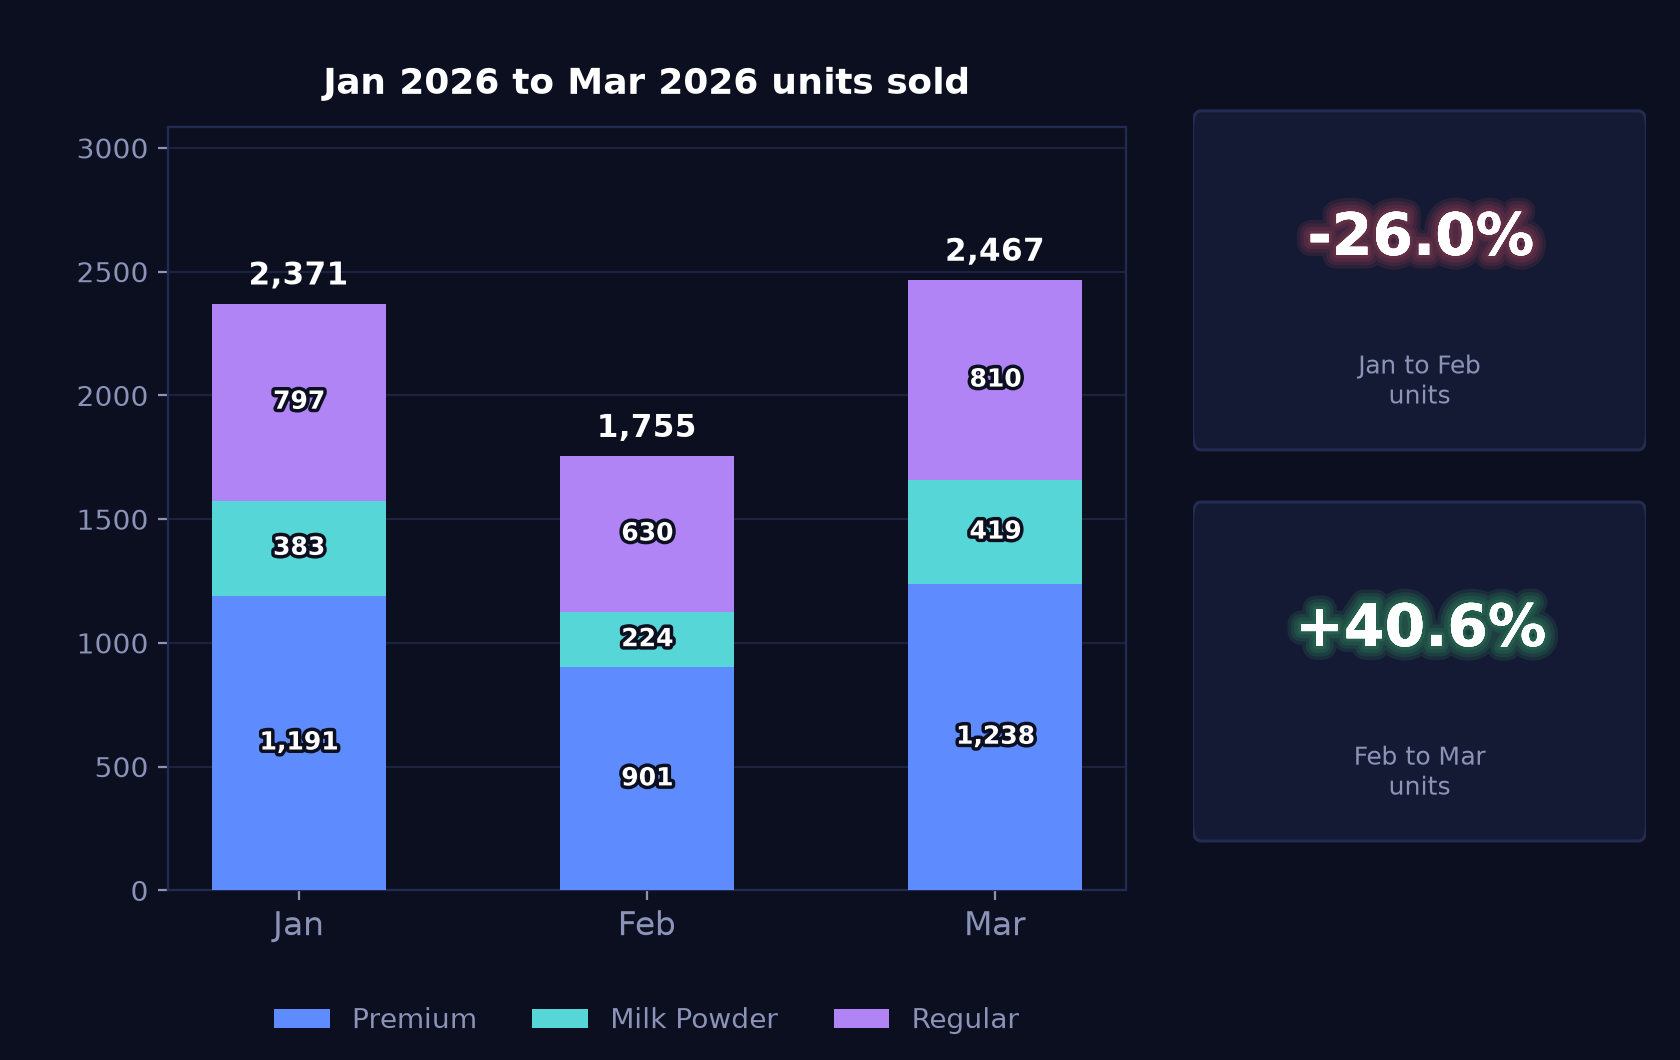 Jan 2026 to Mar 2026 units sold
3000
2500
2000
1500
1000
500
0
2,371
797
383
1,191
1,755
630
224
901
2,467
810
419
1,238
Jan
Feb
Mar
Premium
Milk Powder
Regular
-26.0%
Jan to Feb
units
+40.6%
Feb to Mar
units